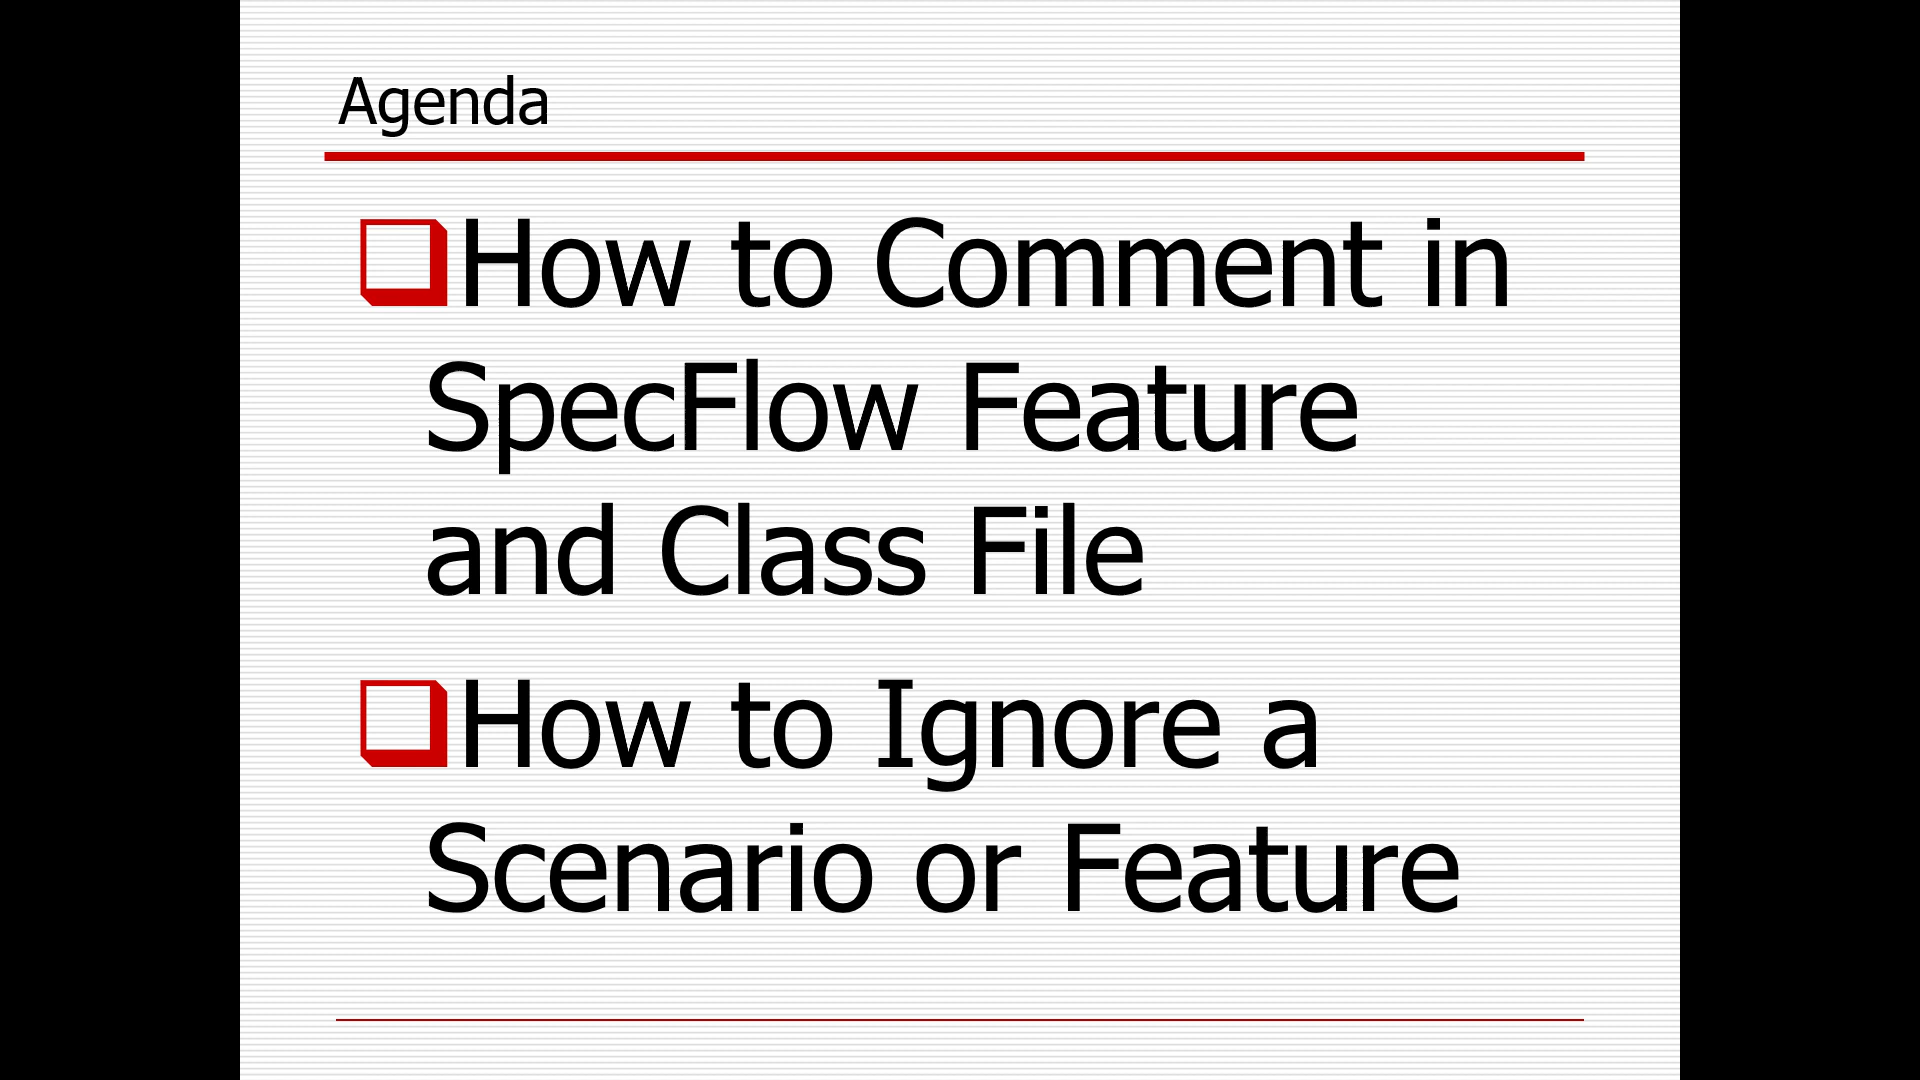 Agenda
How to Comment in
SpecFlow Feature
and Class File
How to Ignore a
Scenario or Feature